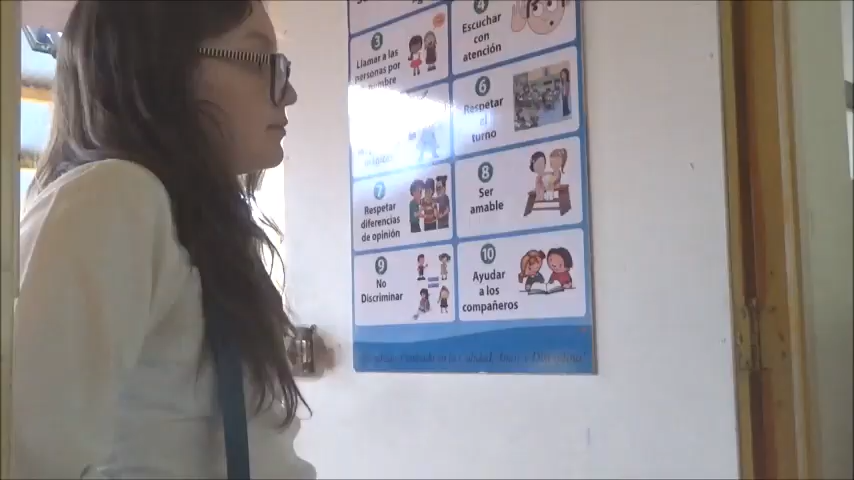 3
Llamar a las
personas por
nombre
4
Escuchar
con
atención
6
Respetar
el
turno
7
Respetar
diferencias
de opinión
8
Ser
amable
9
No
Discriminar
10
Ayudar
a los
compañeros